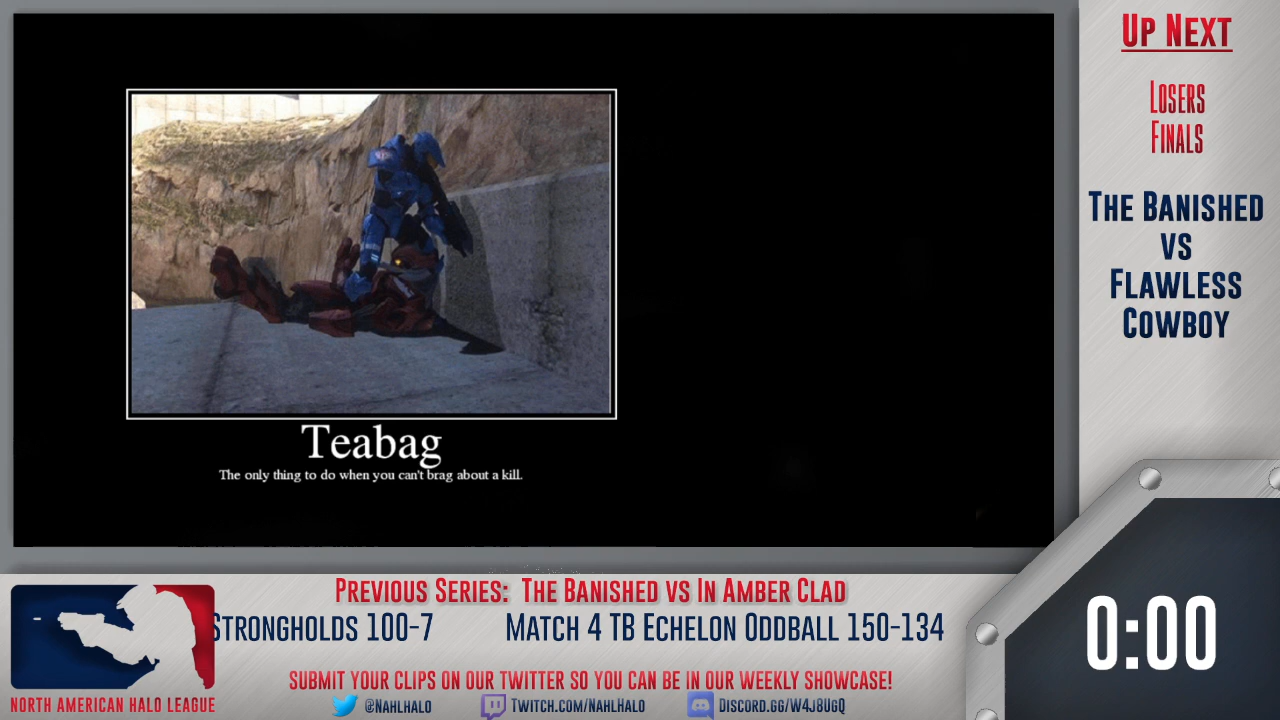 Teabag
The only thing to do when you can't brag about a kill.
Up Next
Losers
Finals
The Banished
vs
Flawless
Cowboy
Previous Series: The Banished vs In Amber Clad
Strongholds 100-7 Match 4 TB Echelon Oddball 150-134
0:00
SUBMIT YOUR CLIPS ON OUR TWITTER SO YOU CAN BE IN OUR WEEKLY SHOWCASE!
NORTH AMERICAN HALO LEAGUE
@NahlHalo Twitch.com/NahlHalo Discord.gg/W4J8UgQ